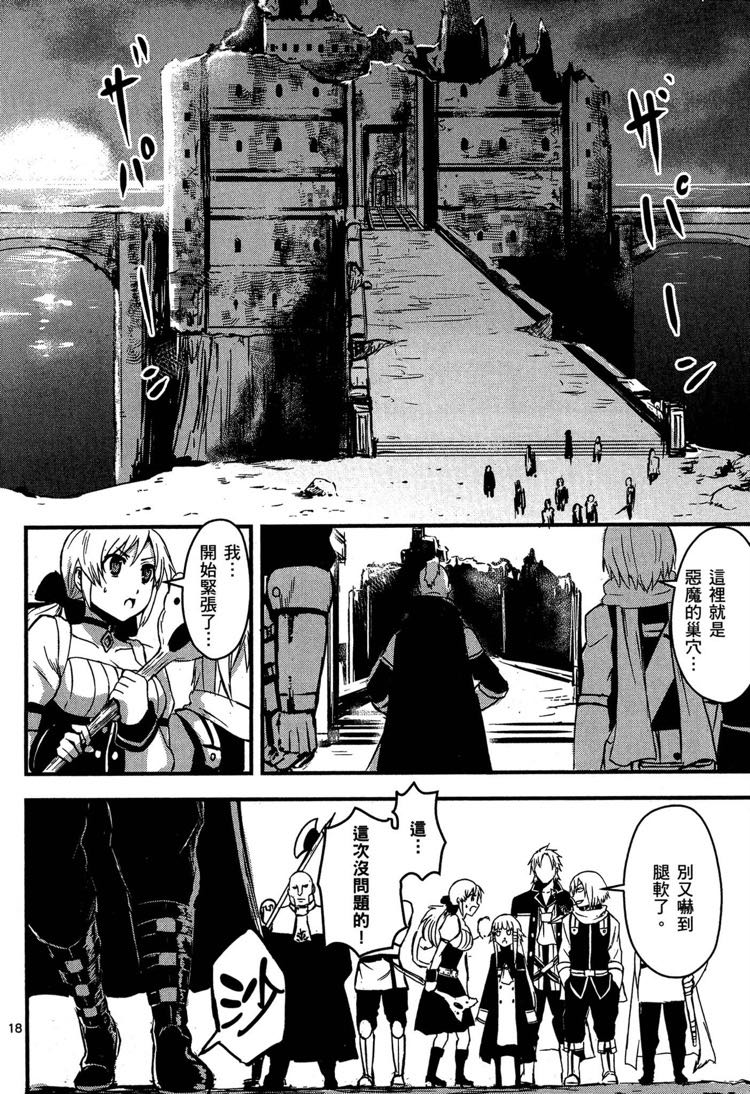 ザ
パ
ー
ン
ザ
パ
ー
ン
這裡就是
惡魔的巢穴…
我…
開始緊張了…
別又嚇到
腿軟了。
這…
這次沒問題的！
沙
18